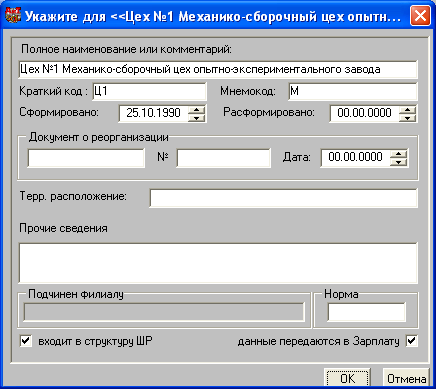 Укажите для <<Цех №1 Механико-сборочный цех опытн...
Полное наименование или комментарий:
Цех №1 Механико-сборочный цех опытно-экспериментального завода
Краткий код : Ц1 Мнемокод: М
Сформировано: 25.10.1990 Расформировано: 00.00.0000
Документ о реорганизации
№ Дата: 00.00.0000
Терр. расположение:
Прочие сведения
Подчинен филиалу Норма
входит в структуру ШР данные передаются в Зарплату
OK Отмена